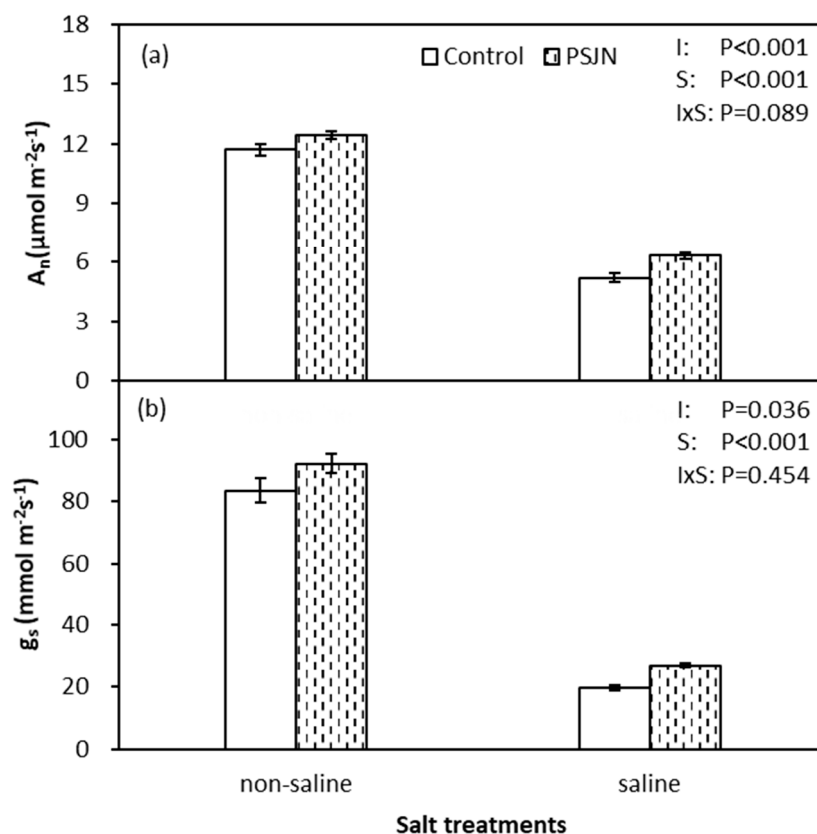 18
15
12
9
6
3
0
Aₙ(µmol m⁻²s⁻¹)
(a)
Control PSJN
I: P<0.001
S: P<0.001
IxS: P=0.089
100
80
60
40
20
0
gₛ (mmol m⁻²s⁻¹)
(b)
I: P=0.036
S: P<0.001
IxS: P=0.454
non-saline saline
Salt treatments